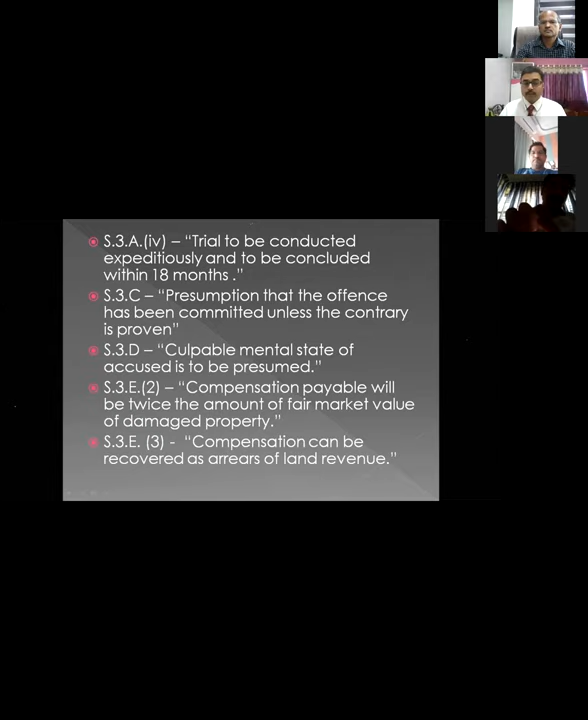 S.3.A.(iv) – “Trial to be conducted
expeditiously and to be concluded
within 18 months .”
S.3.C – “Presumption that the offence
has been committed unless the contrary
is proven”
S.3.D – “Culpable mental state of
accused is to be presumed.”
S.3.E.(2) – “Compensation payable will
be twice the amount of fair market value
of damaged property.”
S.3.E. (3) - “Compensation can be
recovered as arrears of land revenue.”